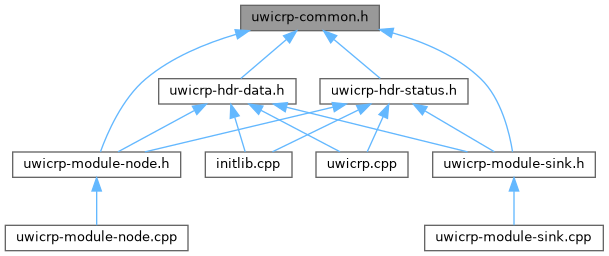 uwicrp-common.h
uwicrp-hdr-data.h
uwicrp-hdr-status.h
uwicrp-module-node.h
initlib.cpp
uwicrp.cpp
uwicrp-module-sink.h
uwicrp-module-node.cpp
uwicrp-module-sink.cpp